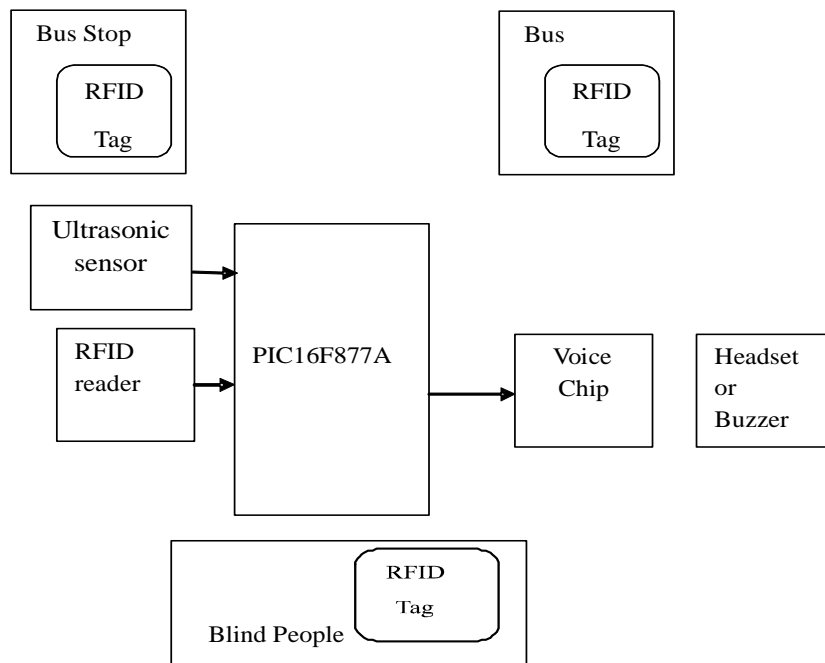 Bus Stop
RFID
Tag
Bus
RFID
Tag
Ultrasonic
sensor
RFID
reader
PIC16F877A
Voice
Chip
Headset
or
Buzzer
RFID
Tag
Blind People